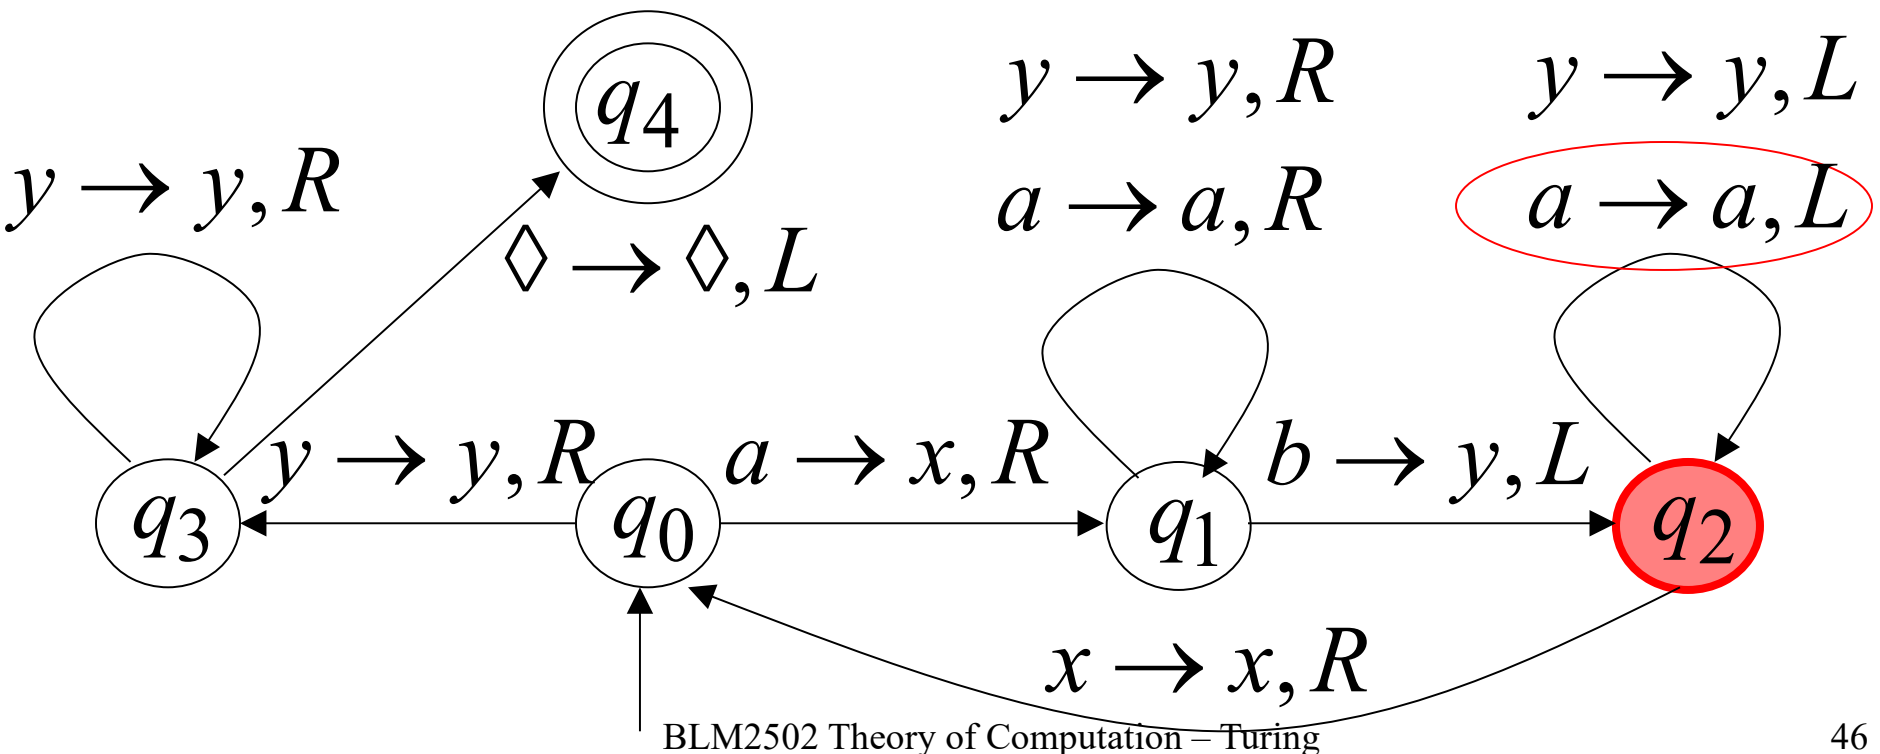 q4
y → y, R
y → y, L
y → y, R
a → a, R
a → a, L
◊ → ◊, L
y → y, R
a → x, R
b → y, L
q3
q0
q1
q2
x → x, R
BLM2502 Theory of Computation – Turing
46